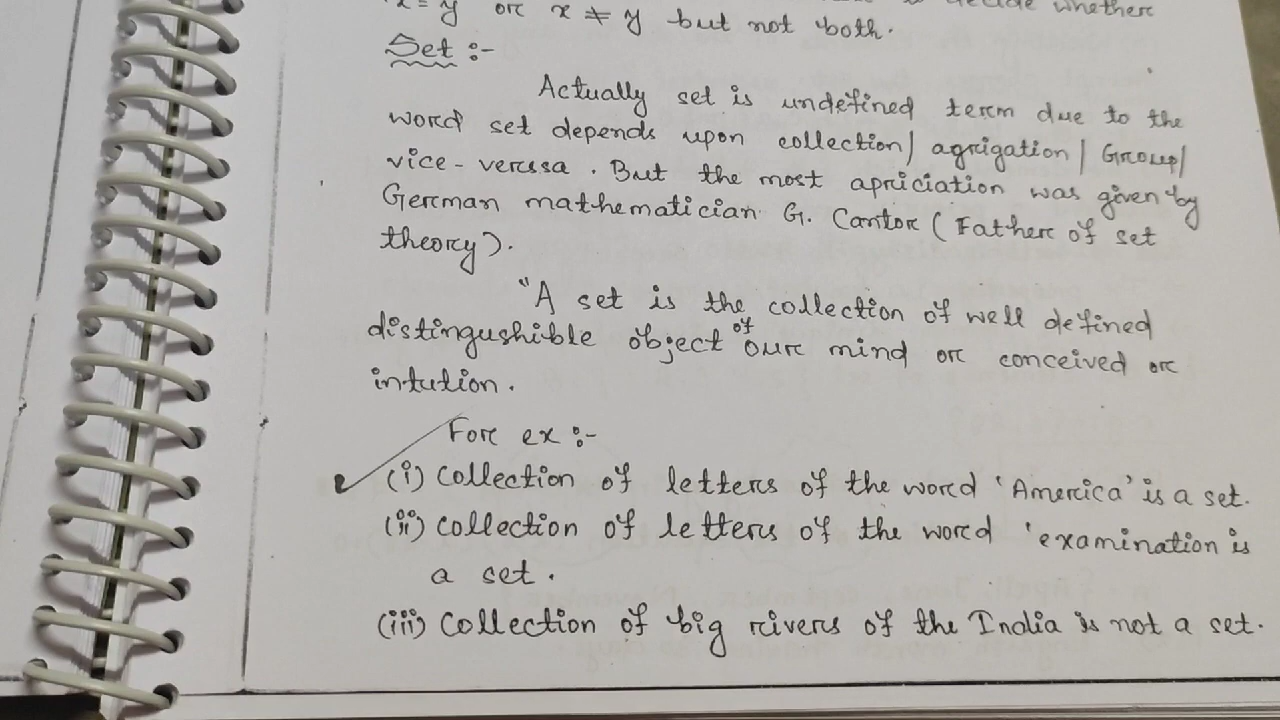 x = y or x ≠ y but not both.
decide whether
Set :-
Actually set is undefined term due to the
word set depends upon collection/ agrigation/ Group/
vice-verssa. But the most apriciation was given by
German mathematician G. Cantor (Father of set
theory).
"A set is the collection of well defined
distingushible object of our mind or conceived or
intution.
For ex :-
(i) collection of letters of the word 'America' is a set.
(ii) collection of letters of the word 'examination is
a set.
(iii) collection of big rivers of the India is not a set.